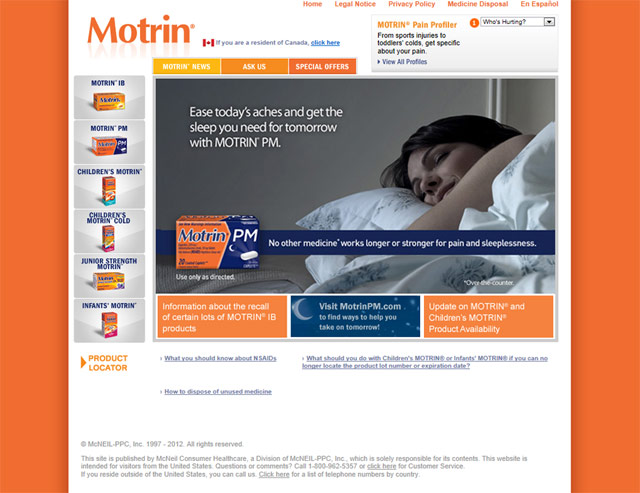 Home Legal Notice Privacy Policy Medicine Disposal En Español
Motrin®
If you are a resident of Canada, click here
MOTRIN® Pain Profiler
1 Who's Hurting?
From sports injuries to
toddlers' colds, get specific
about your pain.
View All Profiles
MOTRIN® NEWS ASK US SPECIAL OFFERS
MOTRIN® IB
MOTRIN® PM
CHILDREN'S MOTRIN®
CHILDREN'S
MOTRIN® COLD
JUNIOR STRENGTH
MOTRIN®
INFANTS' MOTRIN®
PRODUCT
LOCATOR
Ease today's aches and get the
sleep you need for tomorrow
with MOTRIN® PM.
Motrin PM
20
No other medicine* works longer or stronger for pain and sleeplessness.
Use only as directed.
*Over-the-counter.
Information about the recall
of certain lots of MOTRIN® IB
products
Visit MotrinPM.com
to find ways to help you
take on tomorrow!
Update on MOTRIN® and
Children's MOTRIN®
Product Availability
› What you should know about NSAIDs
› What should you do with Children's MOTRIN® or Infants' MOTRIN® if you can
no longer locate the product lot number or expiration date?
› How to dispose of unused medicine
© McNEIL-PPC, Inc. 1997 - 2012. All rights reserved.
This site is published by McNeil Consumer Healthcare, a Division of McNEIL-PPC, Inc., which is solely responsible for its contents. This website is
intended for visitors from the United States. Questions or comments? Call 1-800-962-5357 or click here for Customer Service.
If you reside outside of the United States, you can call us. Click here for a list of telephone numbers by country.